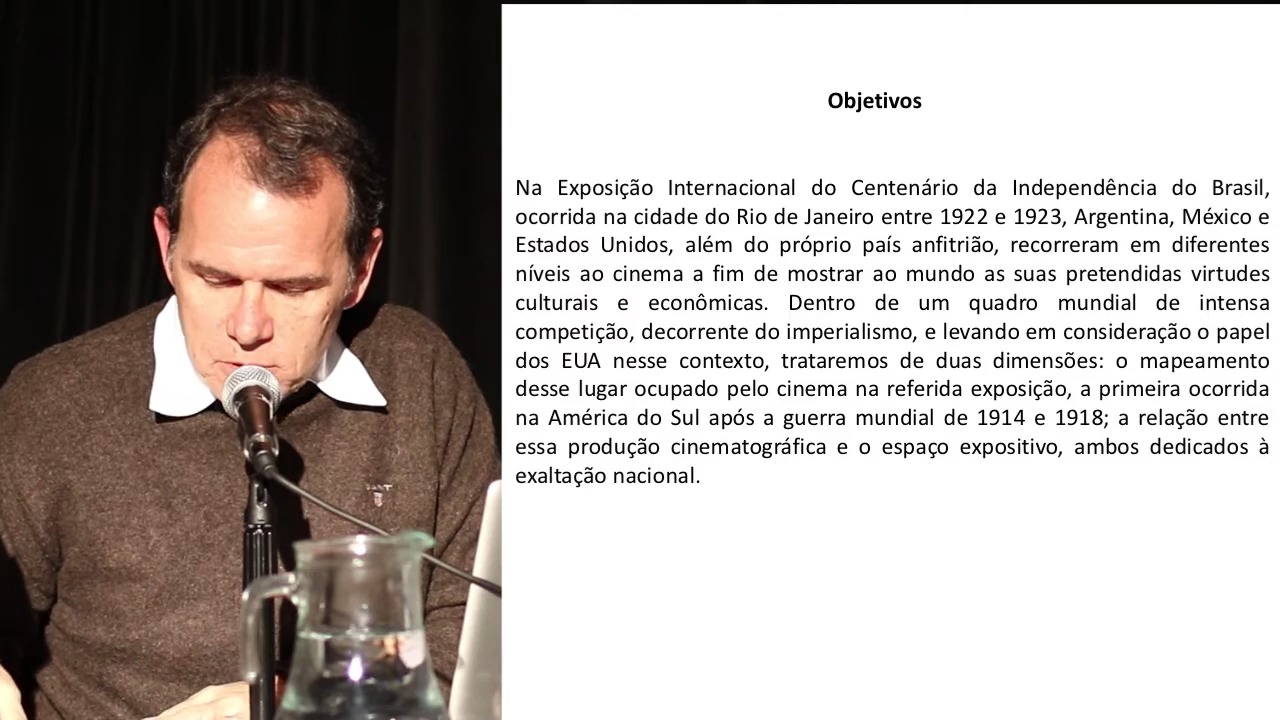 Objetivos
Na Exposição Internacional do Centenário da Independência do Brasil,
ocorrida na cidade do Rio de Janeiro entre 1922 e 1923, Argentina, México e
Estados Unidos, além do próprio país anfitrião, recorreram em diferentes
níveis ao cinema a fim de mostrar ao mundo as suas pretendidas virtudes
culturais e econômicas. Dentro de um quadro mundial de intensa
competição, decorrente do imperialismo, e levando em consideração o papel
dos EUA nesse contexto, trataremos de duas dimensões: o mapeamento
desse lugar ocupado pelo cinema na referida exposição, a primeira ocorrida
na América do Sul após a guerra mundial de 1914 e 1918; a relação entre
essa produção cinematográfica e o espaço expositivo, ambos dedicados à
exaltação nacional.